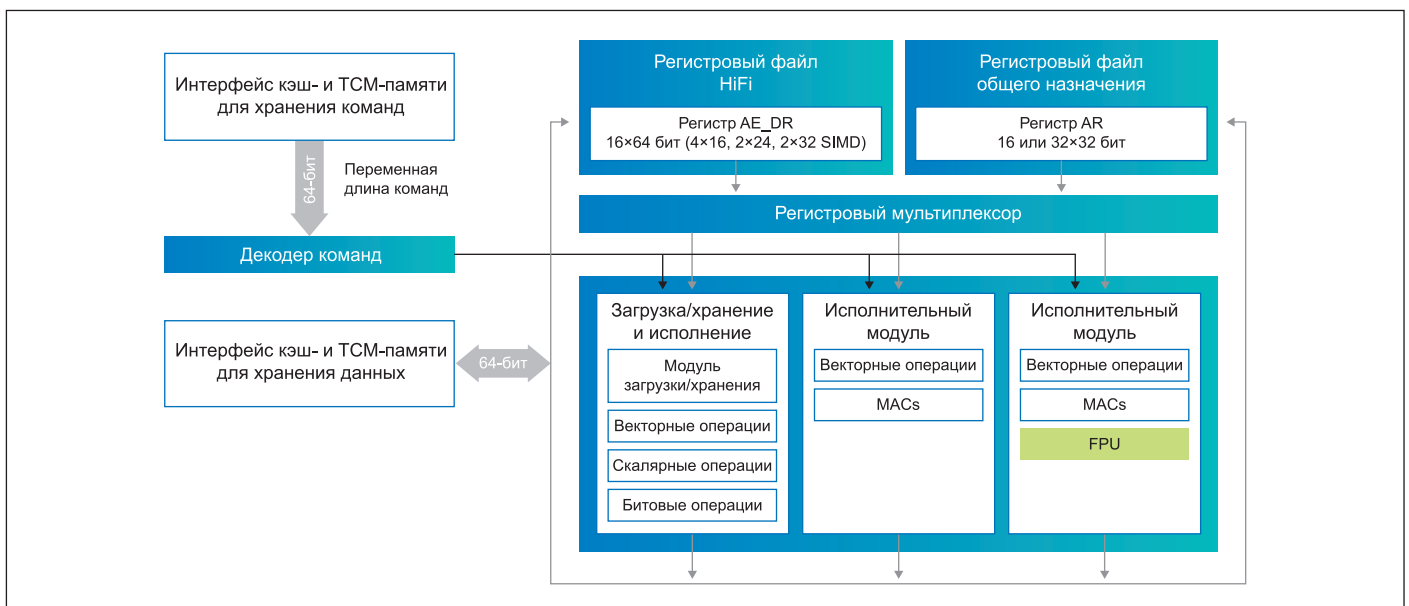 Интерфейс кэш- и TCM-памяти
для хранения команд
64-бит
Переменная
длина команд
Декодер команд
Интерфейс кэш- и TCM-памяти
для хранения данных
64-бит
Регистровый файл
HiFi
Регистр AE_DR
16×64 бит (4×16, 2×24, 2×32 SIMD)
Регистровый файл
общего назначения
Регистр AR
16 или 32×32 бит
Регистровый мультиплексор
Загрузка/хранение
и исполнение
Модуль
загрузки/хранения
Векторные операции
Скалярные операции
Битовые операции
Исполнительный
модуль
Векторные операции
MACs
Исполнительный
модуль
Векторные операции
MACs
FPU